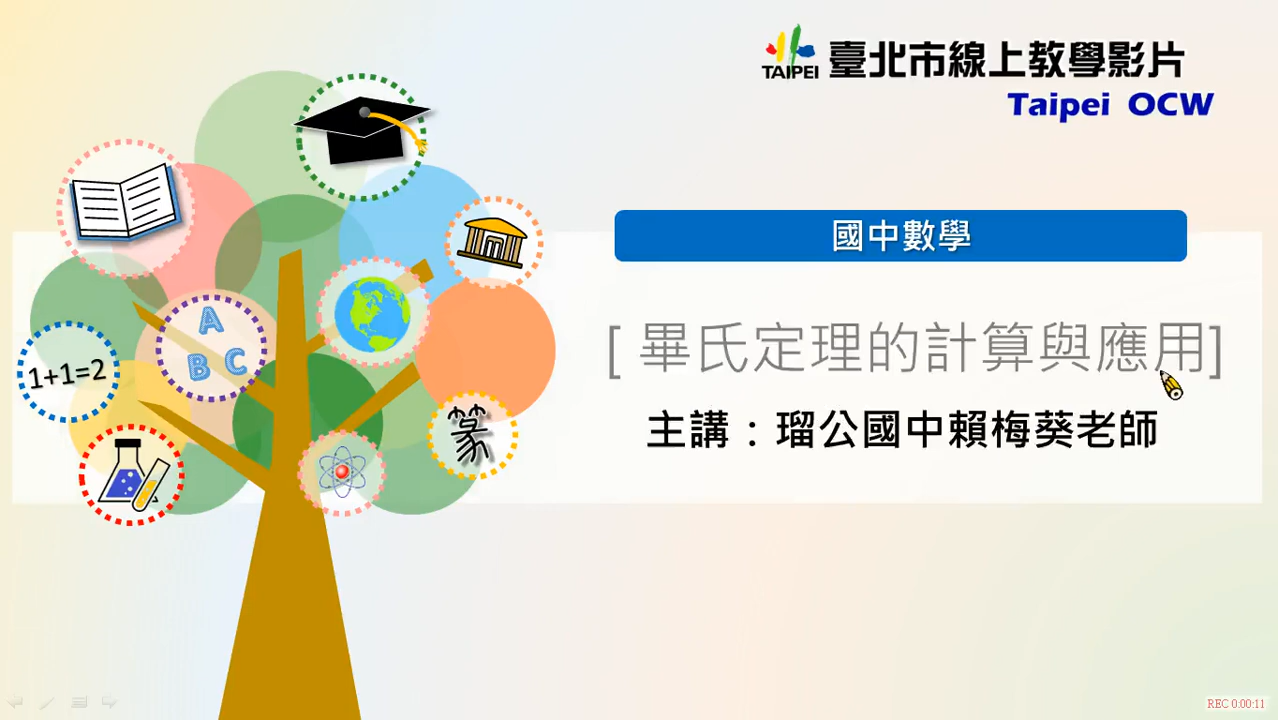 TAIPEI 臺北市線上教學影片
Taipei OCW
國中數學
[ 畢氏定理的計算與應用]
主講：瑠公國中賴梅葵老師
A
B C
1+1=2
篆
REC 0:00:11